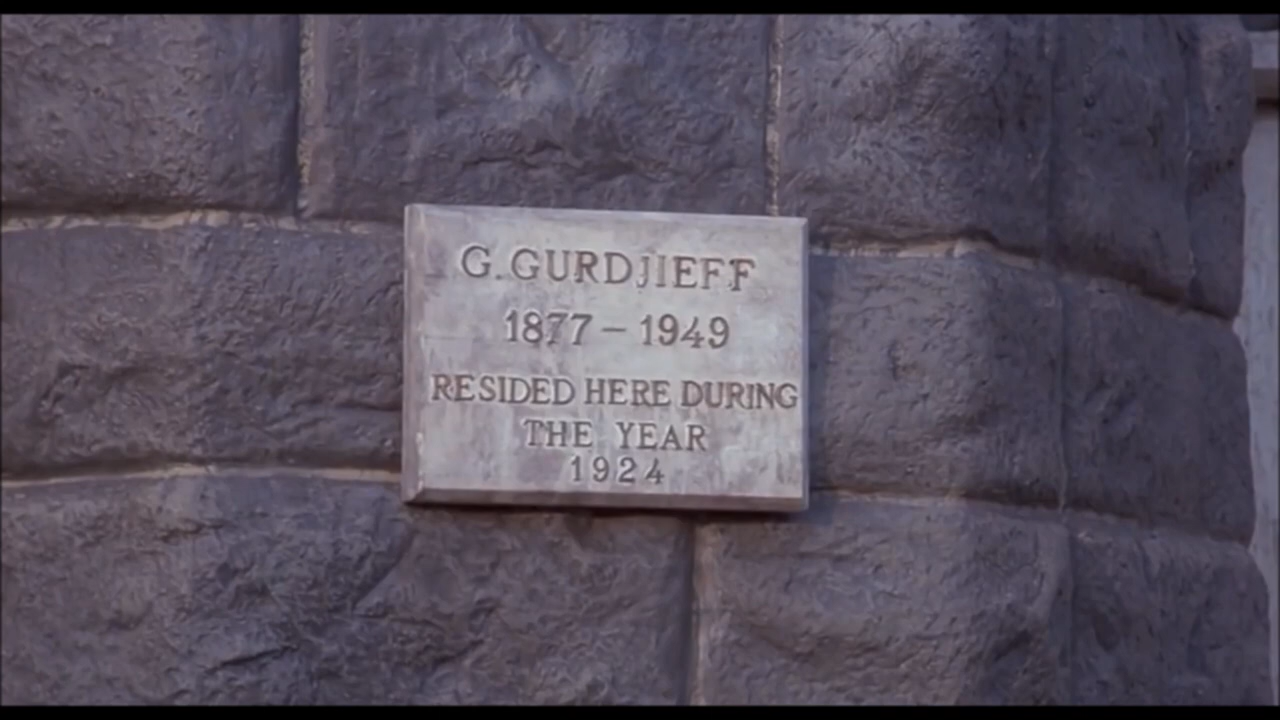 G. GURDJIEFF
1877 – 1949
RESIDED HERE DURING
THE YEAR
1924